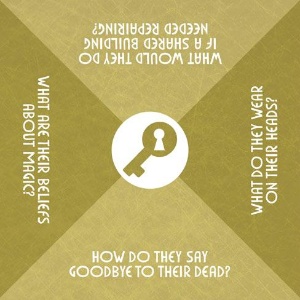 WHAT WOULD THEY DO
IF A SHARED BUILDING
NEEDED REPAIRING?
WHAT ARE THEIR BELIEFS
ABOUT MAGIC?
WHAT DO THEY WEAR
ON THEIR HEADS?
HOW DO THEY SAY
GOODBYE TO THEIR DEAD?